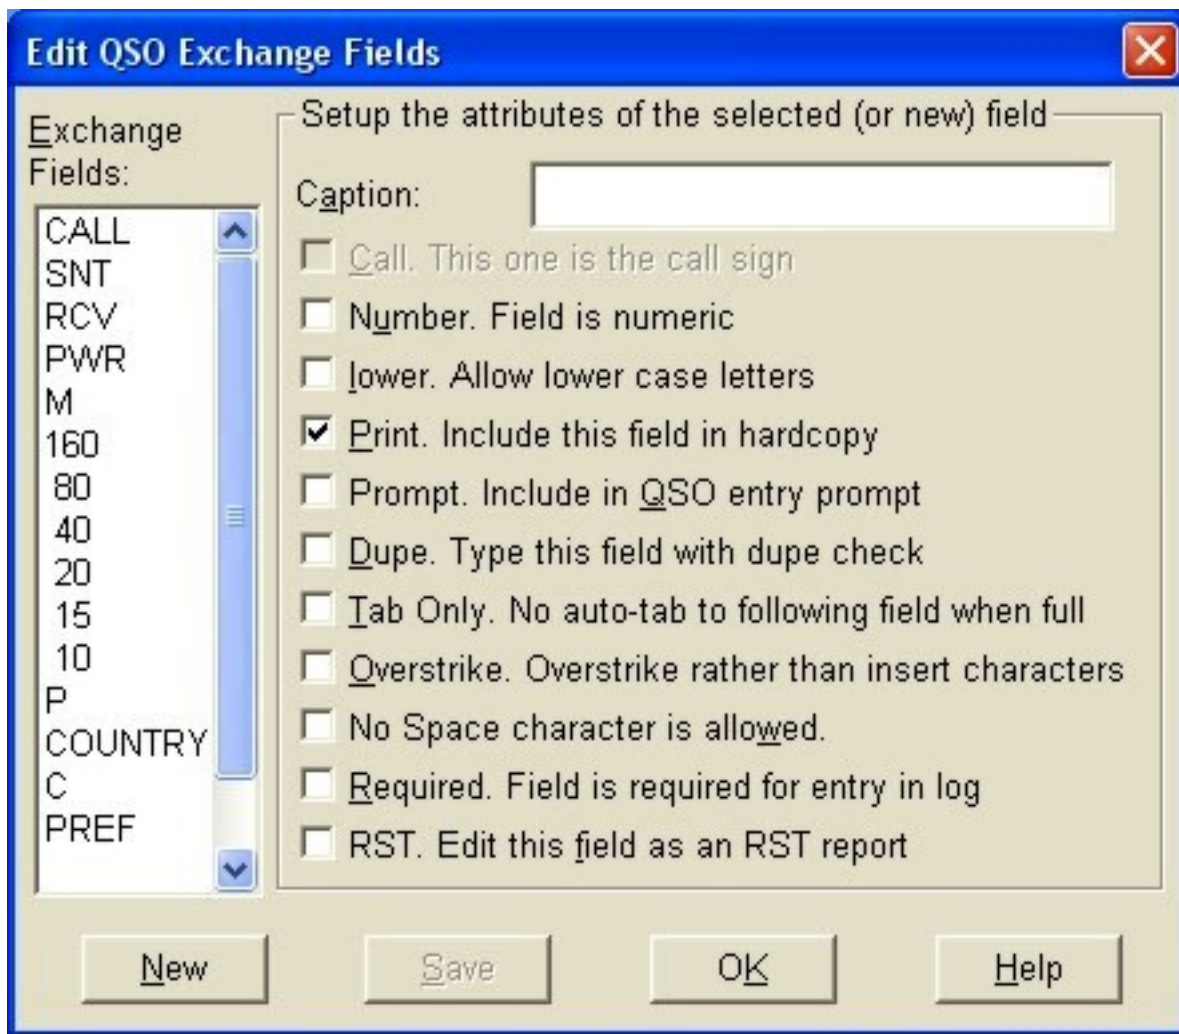 Edit QSO Exchange Fields
Exchange
Fields:
CALL
SNT
RCV
PWR
M
160
80
40
20
15
10
P
COUNTRY
C
PREF
Setup the attributes of the selected (or new) field
Caption:
Call. This one is the call sign
Number. Field is numeric
lower. Allow lower case letters
Print. Include this field in hardcopy
Prompt. Include in QSO entry prompt
Dupe. Type this field with dupe check
Tab Only. No auto-tab to following field when full
Overstrike. Overstrike rather than insert characters
No Space character is allowed.
Required. Field is required for entry in log
RST. Edit this field as an RST report
New
Save
OK
Help